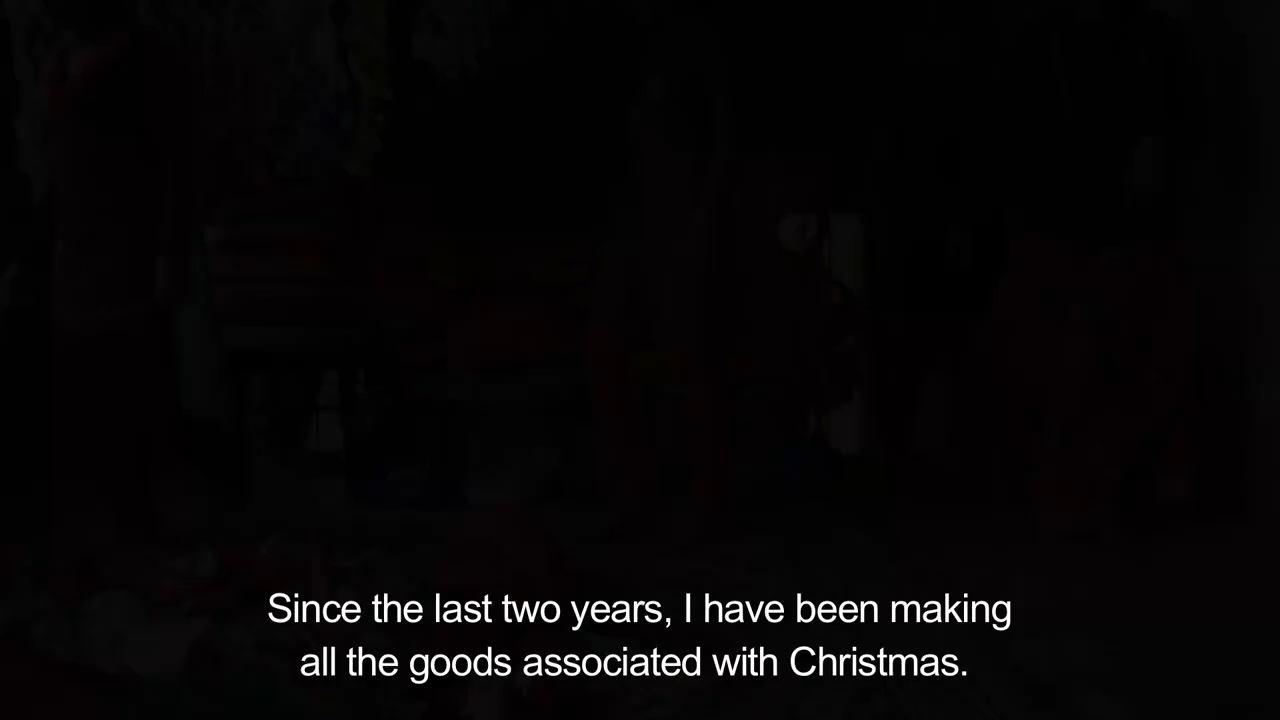 Since the last two years, I have been making
all the goods associated with Christmas.